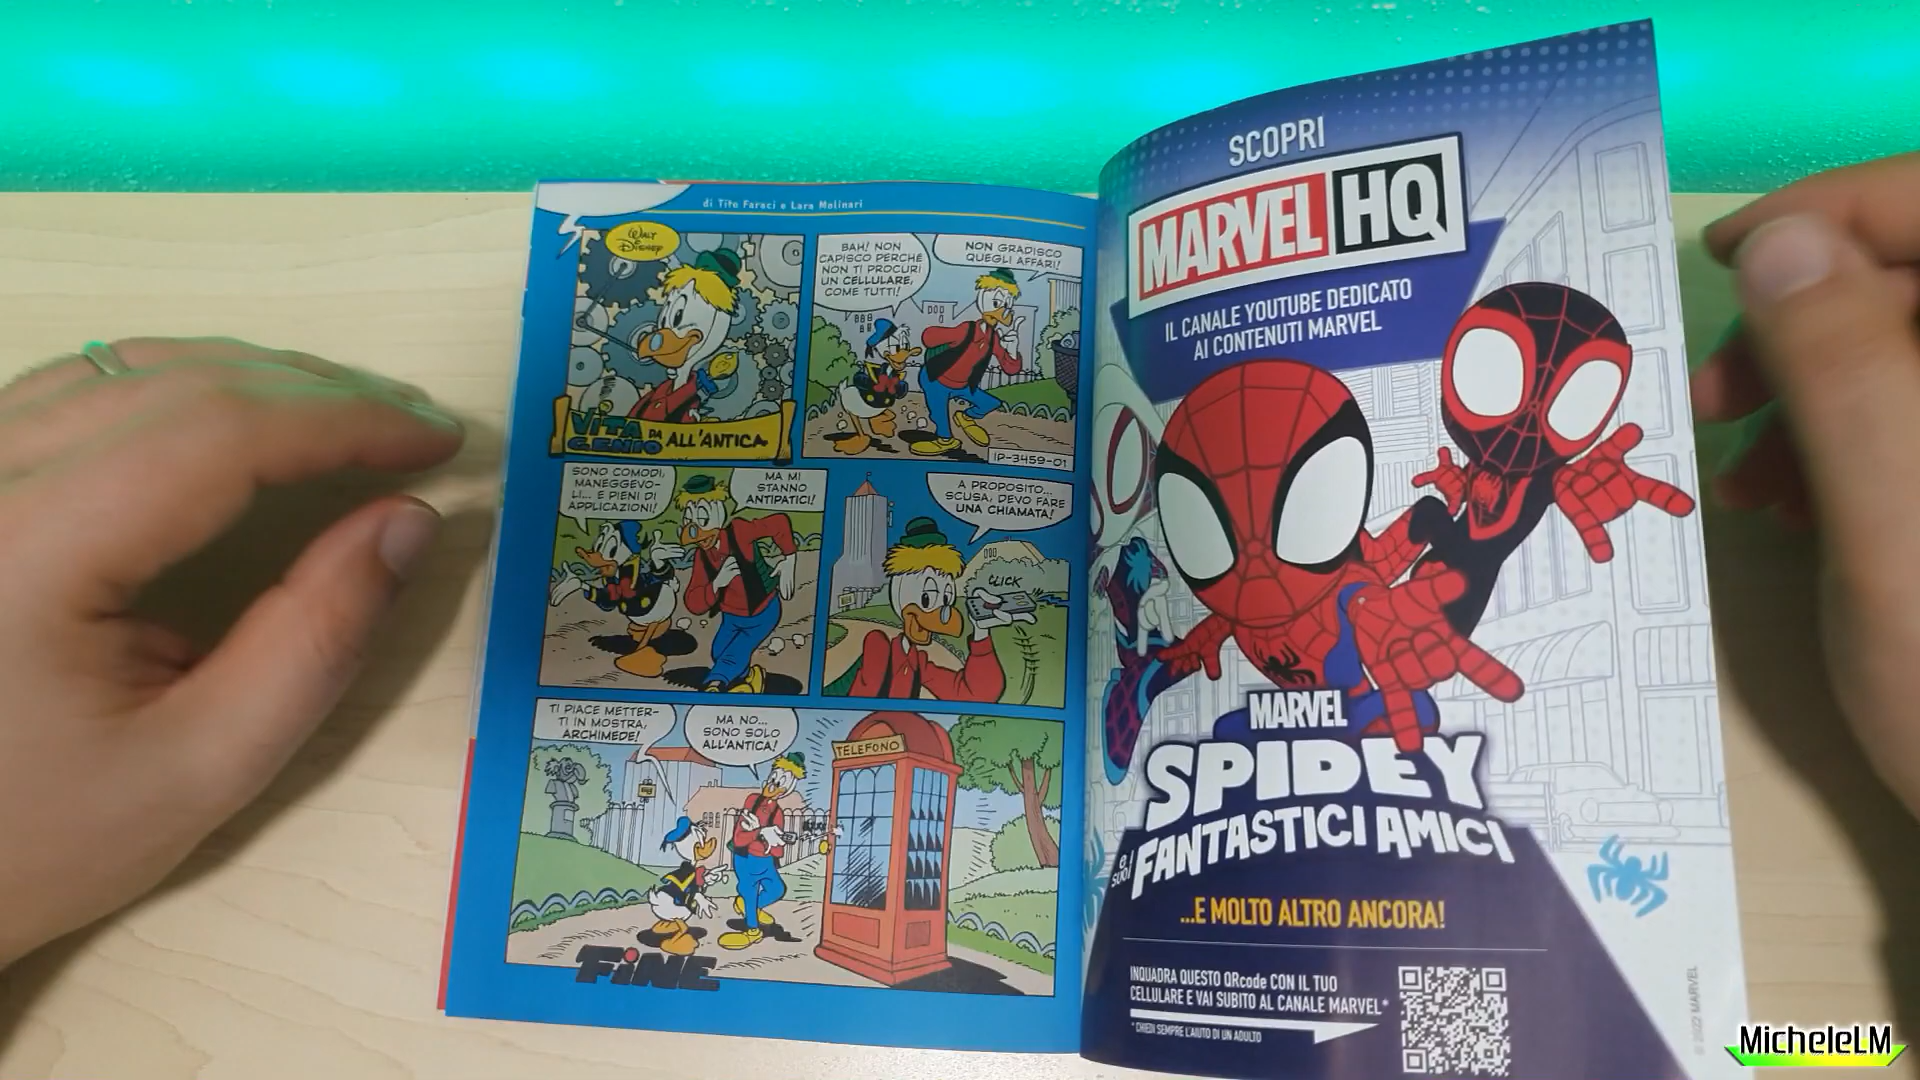 di Tito Faraci e Lara Molinari
WALT
DISNEY
VITA DA
GENIO
ALL'ANTICA
BAH! NON
CAPISCO PERCHÉ
NON TI PROCURI
UN CELLULARE,
COME TUTTI!
NON GRADISCO
QUEGLI AFFARI!
IP-3459-01
SONO COMODI,
MANEGGEVO-
LI... E PIENI DI
APPLICAZIONI!
MA MI
STANNO
ANTIPATICI!
A PROPOSITO...
SCUSA, DEVO FARE
UNA CHIAMATA!
CLICK
TI PIACE METTER-
TI IN MOSTRA,
ARCHIMEDE!
MA NO...
SONO SOLO
ALL'ANTICA!
TELEFONO
FINE
SCOPRI
MARVEL HQ
IL CANALE YOUTUBE DEDICATO
AI CONTENUTI MARVEL
MARVEL
SPIDEY
e i suoi FANTASTICI AMICI
...E MOLTO ALTRO ANCORA!
INQUADRA QUESTO QRcode CON IL TUO
CELLULARE E VAI SUBITO AL CANALE MARVEL*
* CHIEDI SEMPRE L'AIUTO DI UN ADULTO
© 2022 MARVEL
MicheleLM